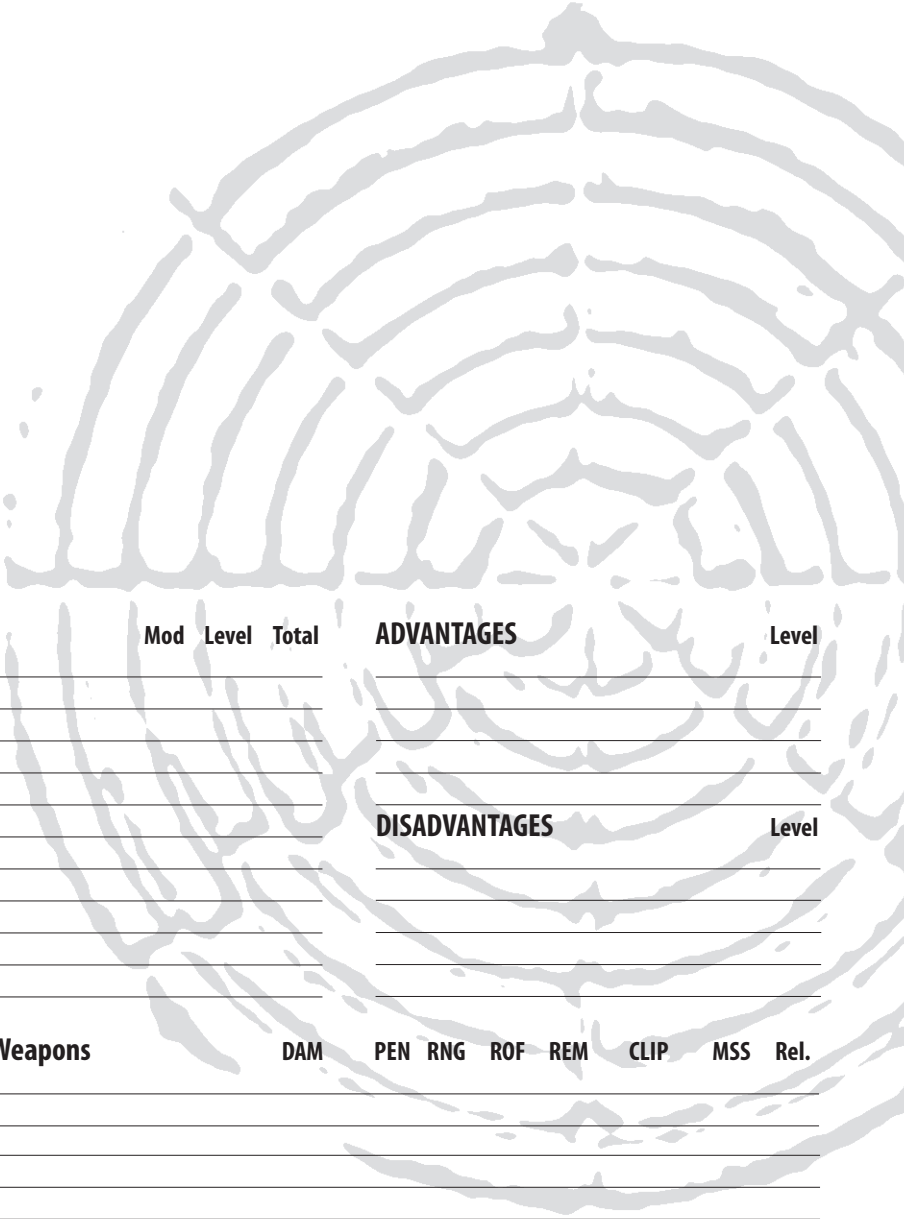 Mod Level Total ADVANTAGES Level
DISADVANTAGES Level
Weapons DAM PEN RNG ROF REM CLIP MSS Rel.